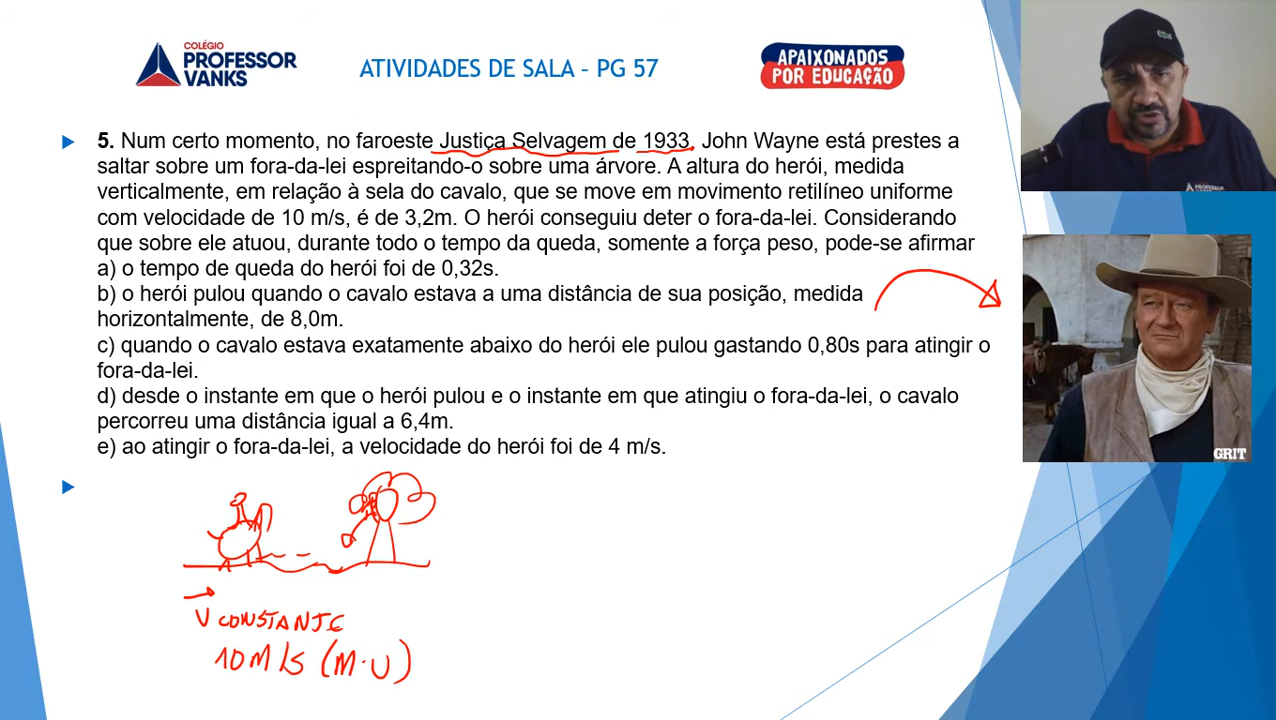 COLÉGIO
PROFESSOR
VANKS
ATIVIDADES DE SALA – PG 57
APAIXONADOS
POR EDUCAÇÃO
5. Num certo momento, no faroeste Justiça Selvagem de 1933, John Wayne está prestes a
saltar sobre um fora-da-lei espreitando-o sobre uma árvore. A altura do herói, medida
verticalmente, em relação à sela do cavalo, que se move em movimento retilíneo uniforme
com velocidade de 10 m/s, é de 3,2m. O herói conseguiu deter o fora-da-lei. Considerando
que sobre ele atuou, durante todo o tempo da queda, somente a força peso, pode-se afirmar
a) o tempo de queda do herói foi de 0,32s.
b) o herói pulou quando o cavalo estava a uma distância de sua posição, medida
horizontalmente, de 8,0m.
c) quando o cavalo estava exatamente abaixo do herói ele pulou gastando 0,80s para atingir o
fora-da-lei.
d) desde o instante em que o herói pulou e o instante em que atingiu o fora-da-lei, o cavalo
percorreu uma distância igual a 6,4m.
e) ao atingir o fora-da-lei, a velocidade do herói foi de 4 m/s.
GRIT
V CONSTANTE
10 M/S (M.U)